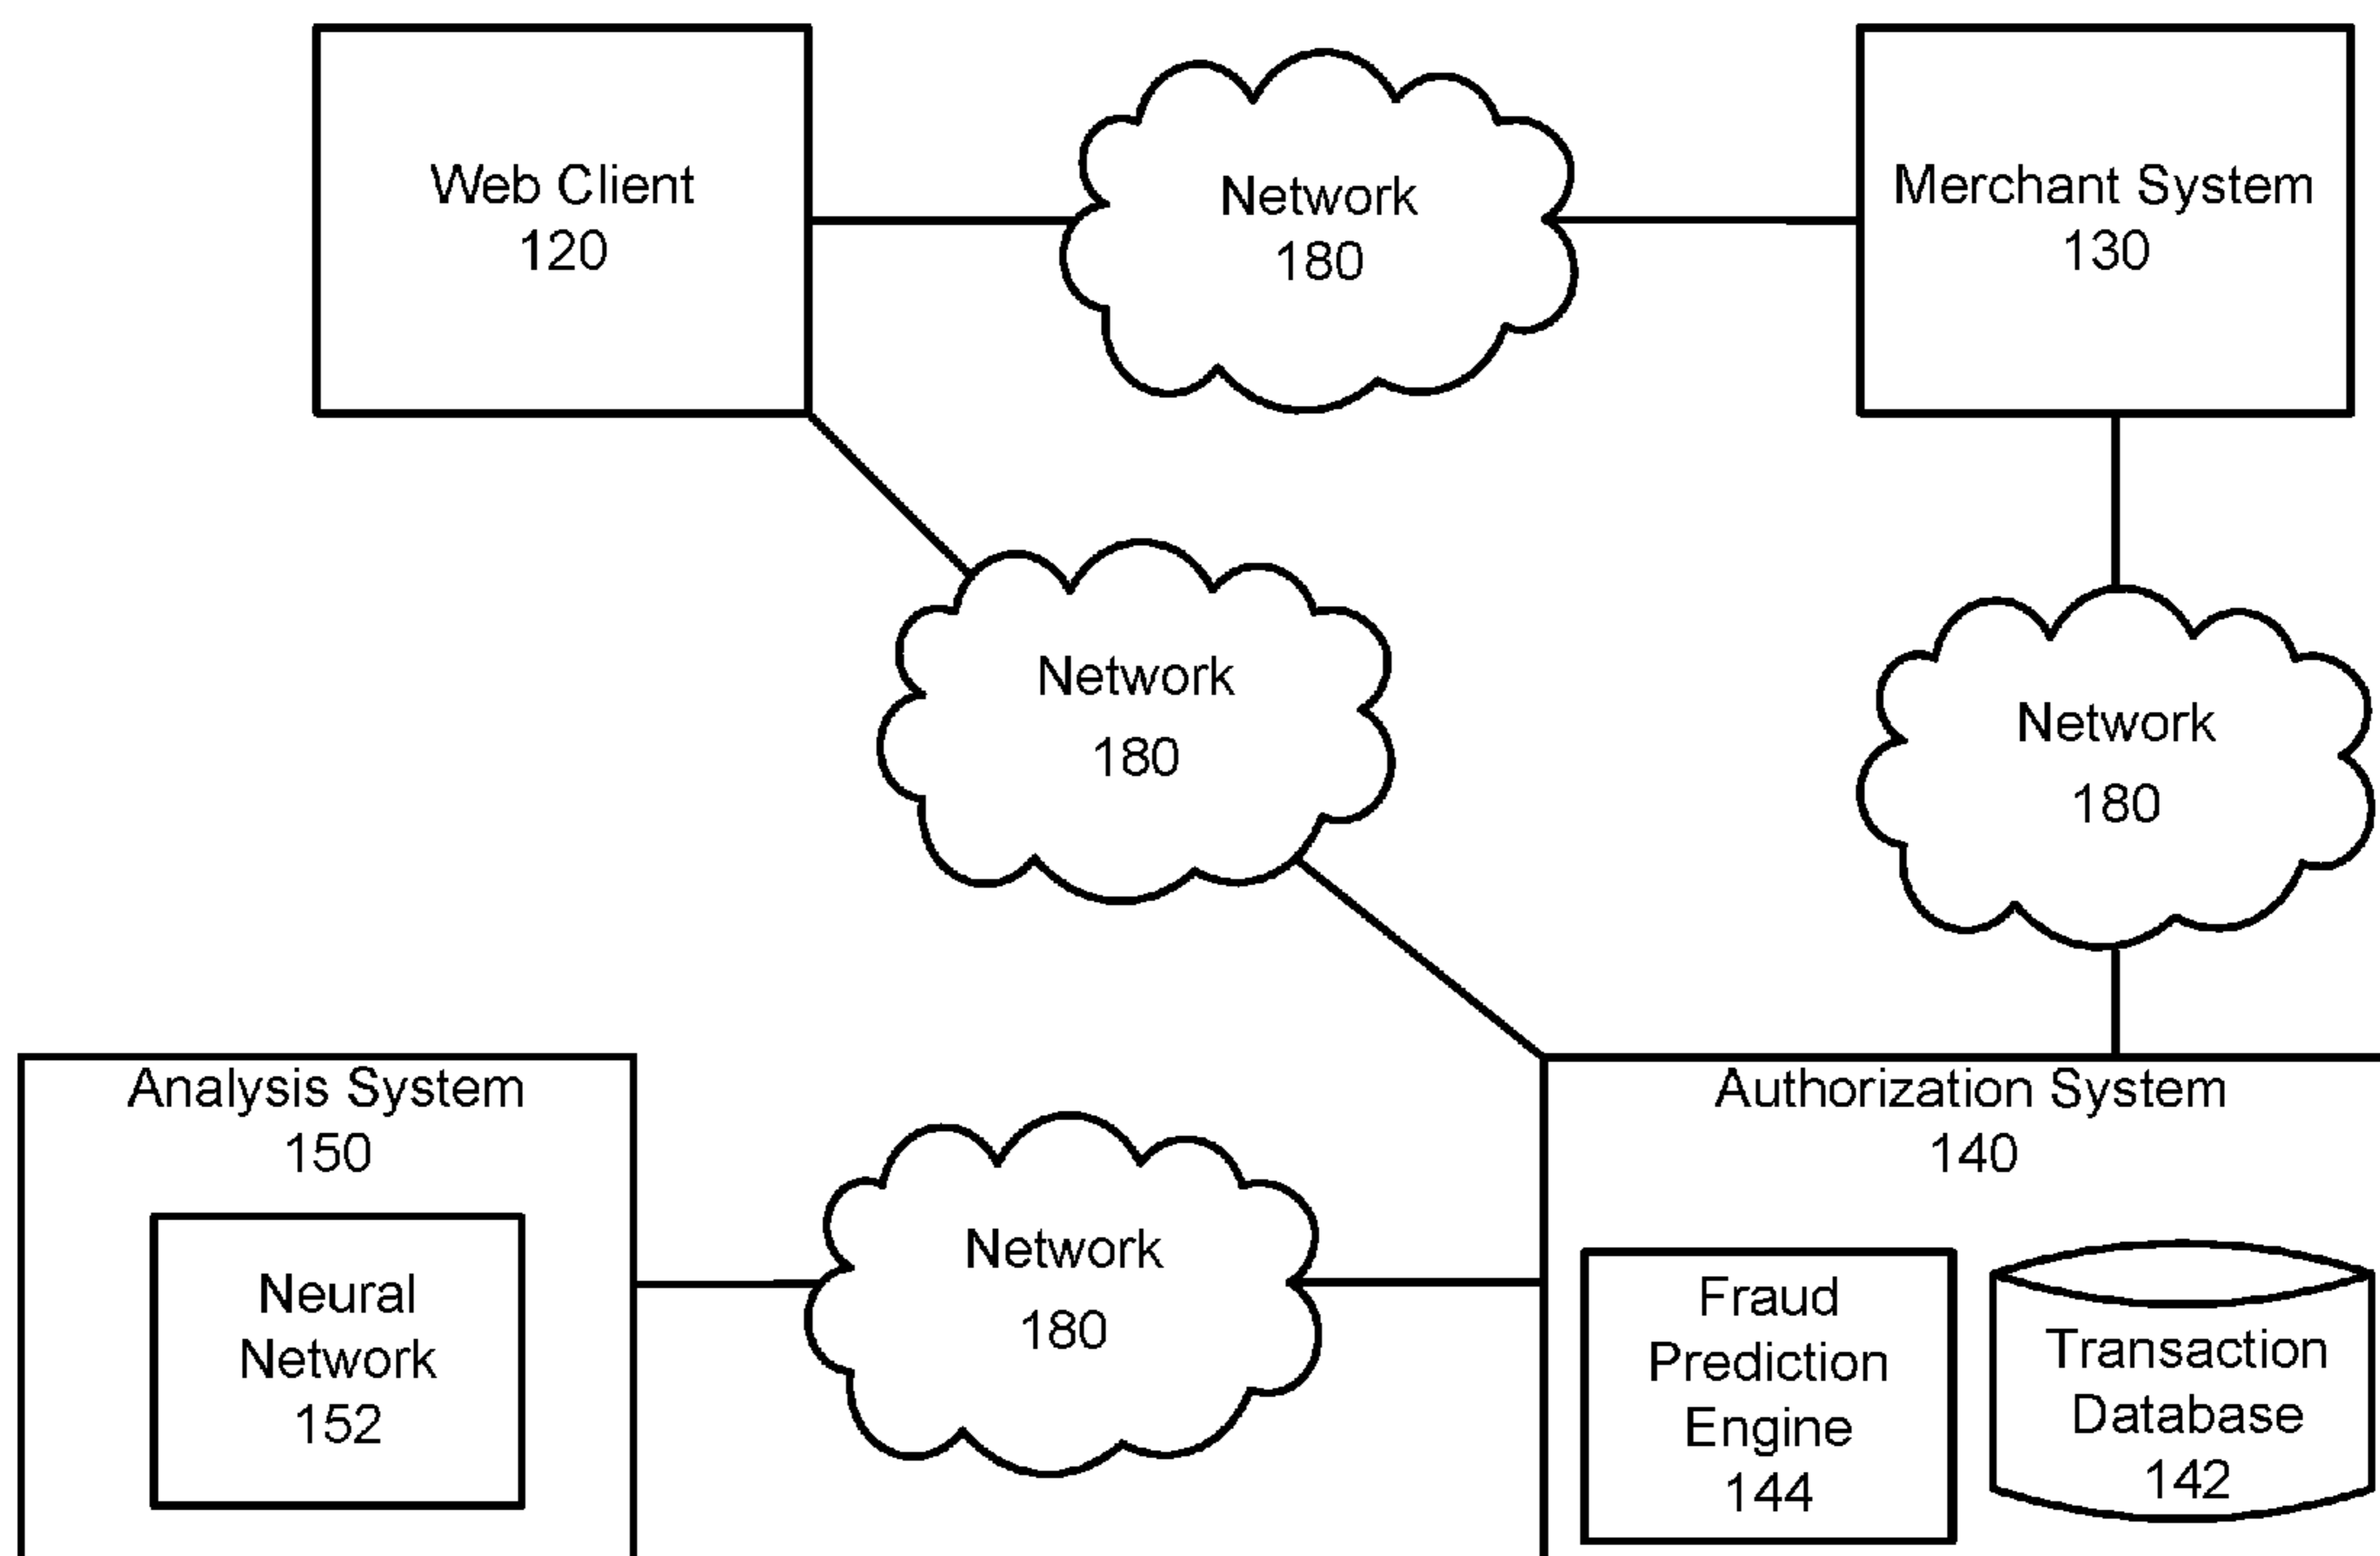 Web Client
120
Network
180
Merchant System
130
Network
180
Network
180
Analysis System
150
Neural
Network
152
Network
180
Authorization System
140
Fraud
Prediction
Engine
144
Transaction
Database
142